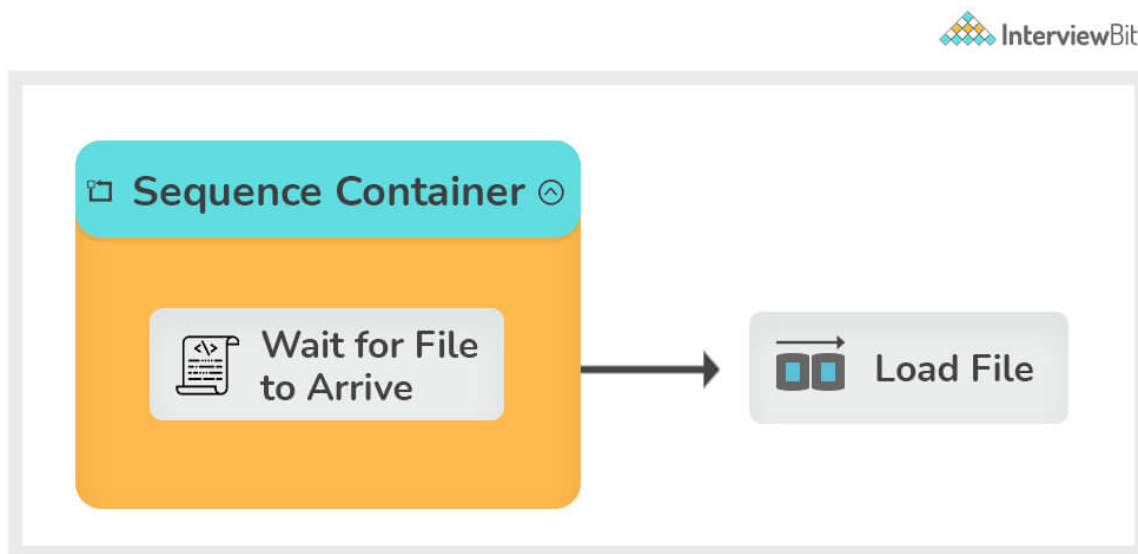 InterviewBit
Sequence Container
Wait for File
to Arrive
Load File